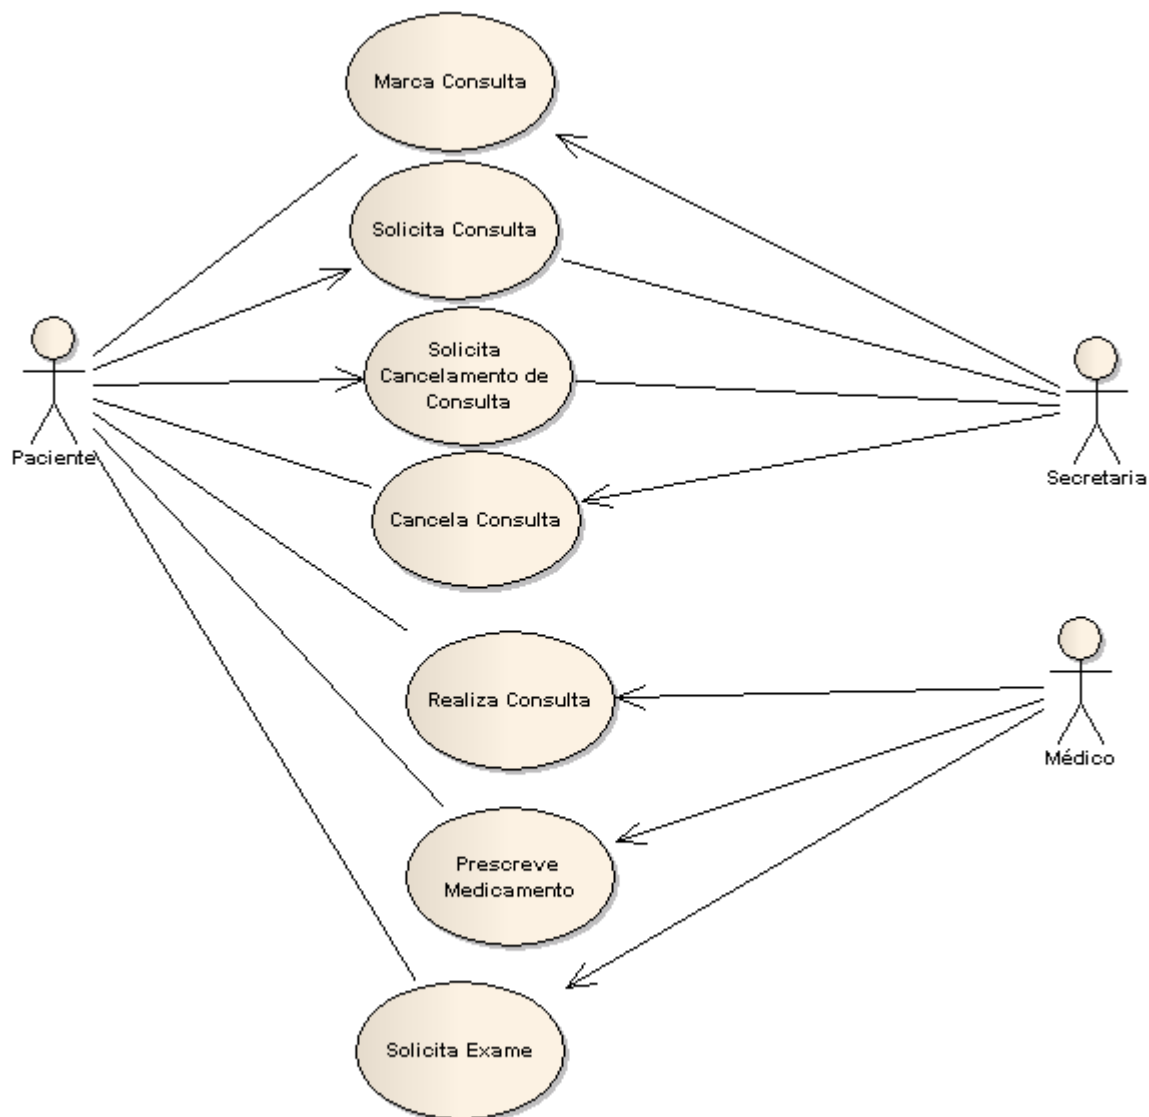 Marca Consulta
Solicita Consulta
Solicita
Cancelamento de
Consulta
Paciente
Secretaria
Cancela Consulta
Realiza Consulta
Médico
Prescreve
Medicamento
Solicita Exame